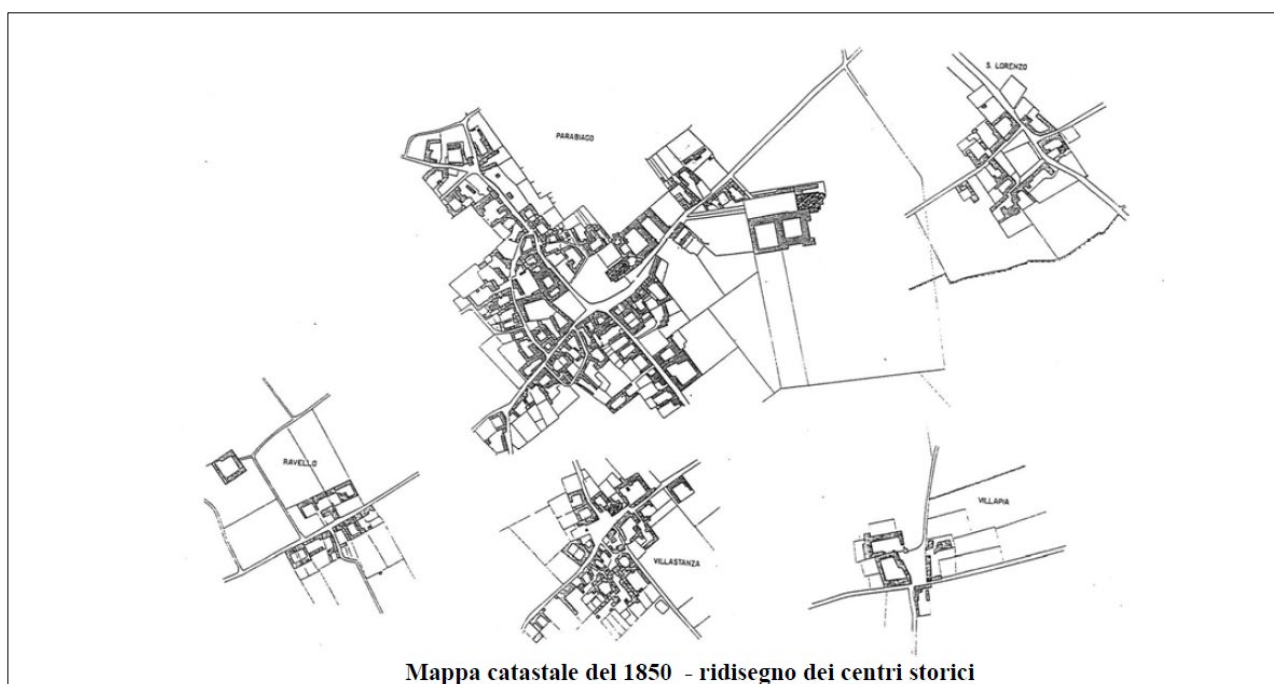 S. LORENZO
PARABIAGO
RAVELLO
VILLASTANZA
VILLAPIA
Mappa catastale del 1850 - ridisegno dei centri storici